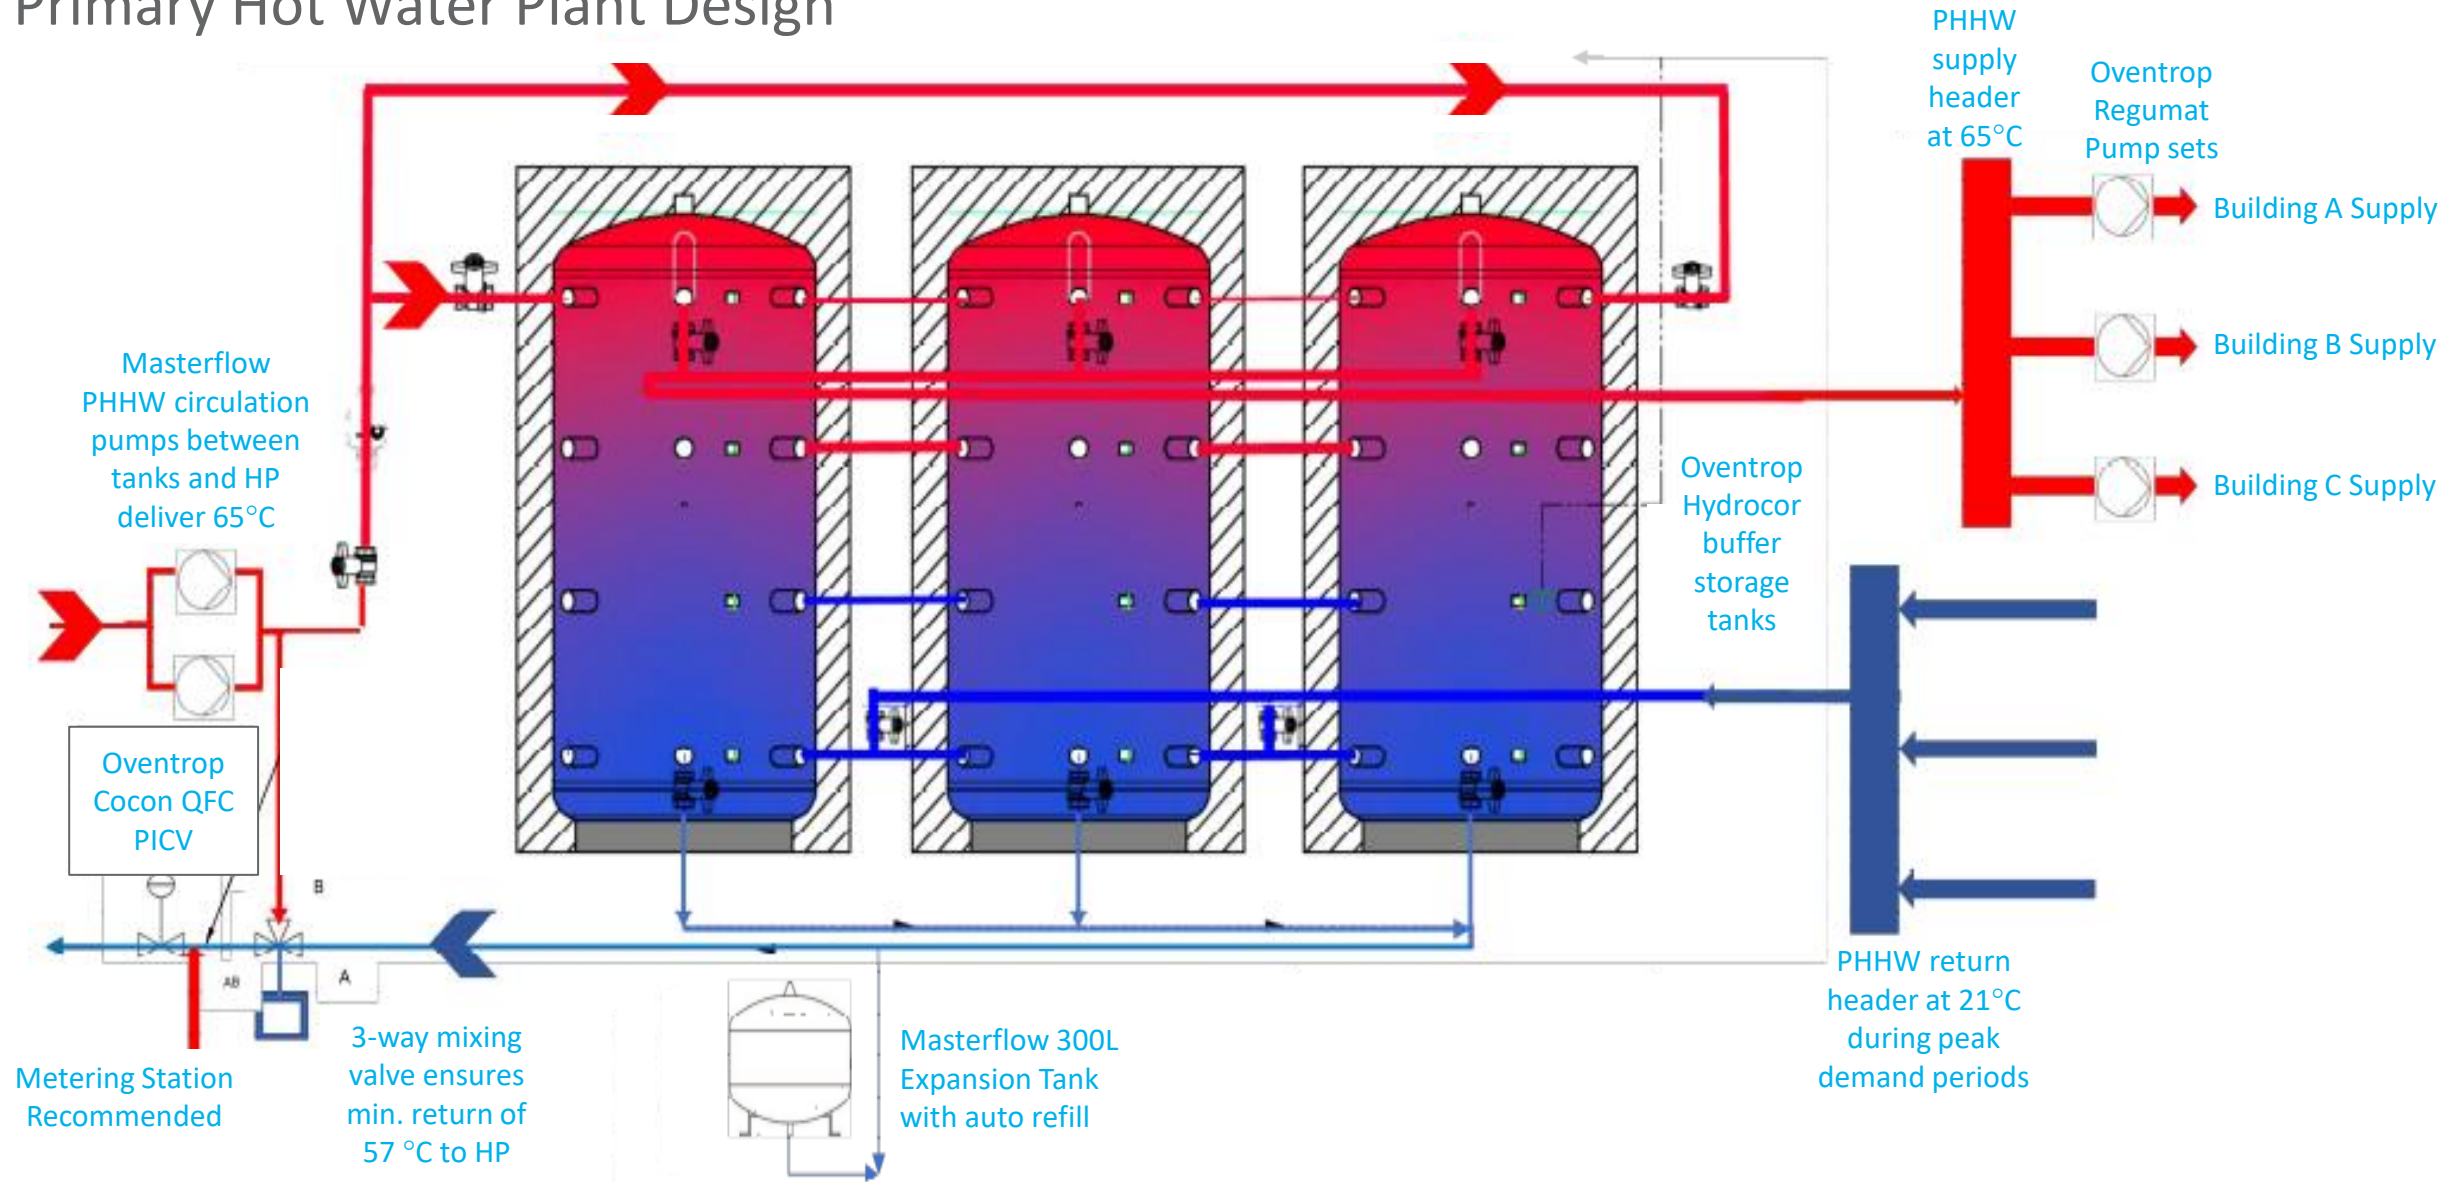 Primary Hot Water Plant Design
PHHW
supply
header
at 65°C
Oventrop
Regumat
Pump sets
Building A Supply
Building B Supply
Building C Supply
Masterflow
PHHW circulation
pumps between
tanks and HP
deliver 65°C
Oventrop
Hydrocor
buffer
storage
tanks
Oventrop
Cocon QFC
PICV
B
A
AB
PHHW return
header at 21°C
during peak
demand periods
3-way mixing
valve ensures
min. return of
57 °C to HP
Masterflow 300L
Expansion Tank
with auto refill
Metering Station
Recommended